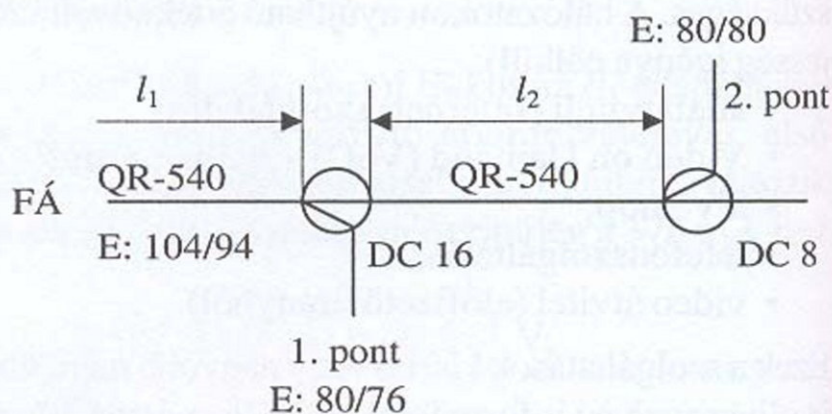 E: 80/80
l₁
l₂
2. pont
FÁ
QR-540
QR-540
E: 104/94
DC 16
DC 8
1. pont
E: 80/76